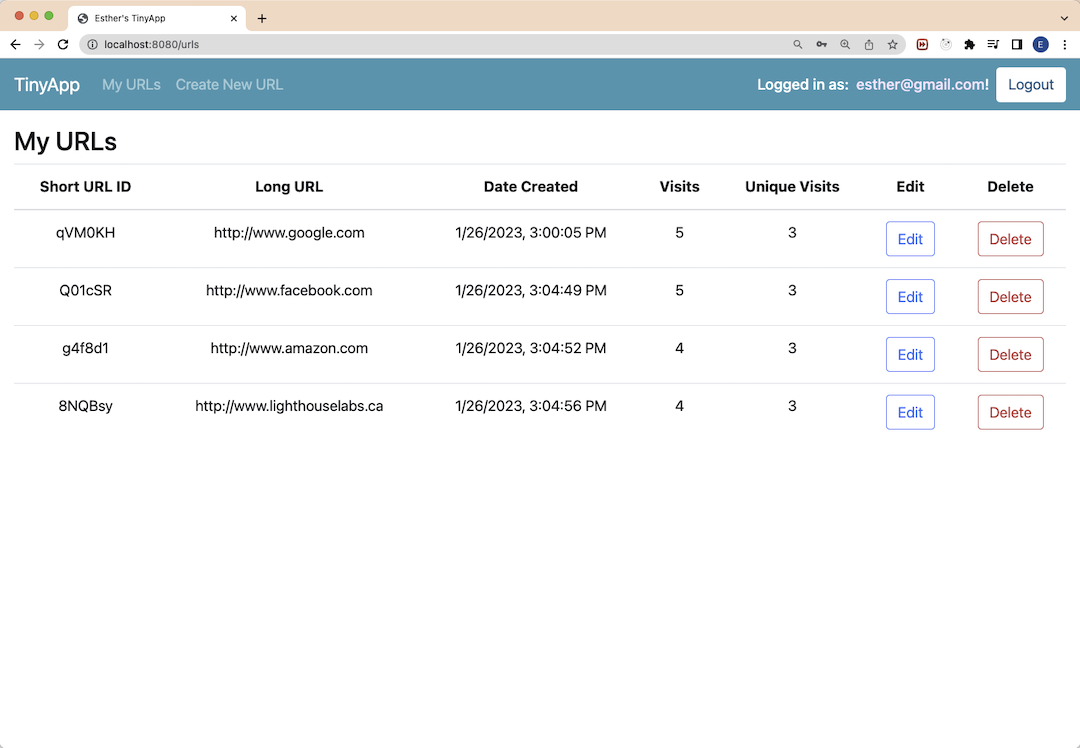 Esther's TinyApp
localhost:8080/urls
E
TinyApp My URLs Create New URL Logged in as: esther@gmail.com! Logout
My URLs
Short URL ID Long URL Date Created Visits Unique Visits Edit Delete
qVM0KH http://www.google.com 1/26/2023, 3:00:05 PM 5 3 Edit Delete
Q01cSR http://www.facebook.com 1/26/2023, 3:04:49 PM 5 3 Edit Delete
g4f8d1 http://www.amazon.com 1/26/2023, 3:04:52 PM 4 3 Edit Delete
8NQBsy http://www.lighthouselabs.ca 1/26/2023, 3:04:56 PM 4 3 Edit Delete